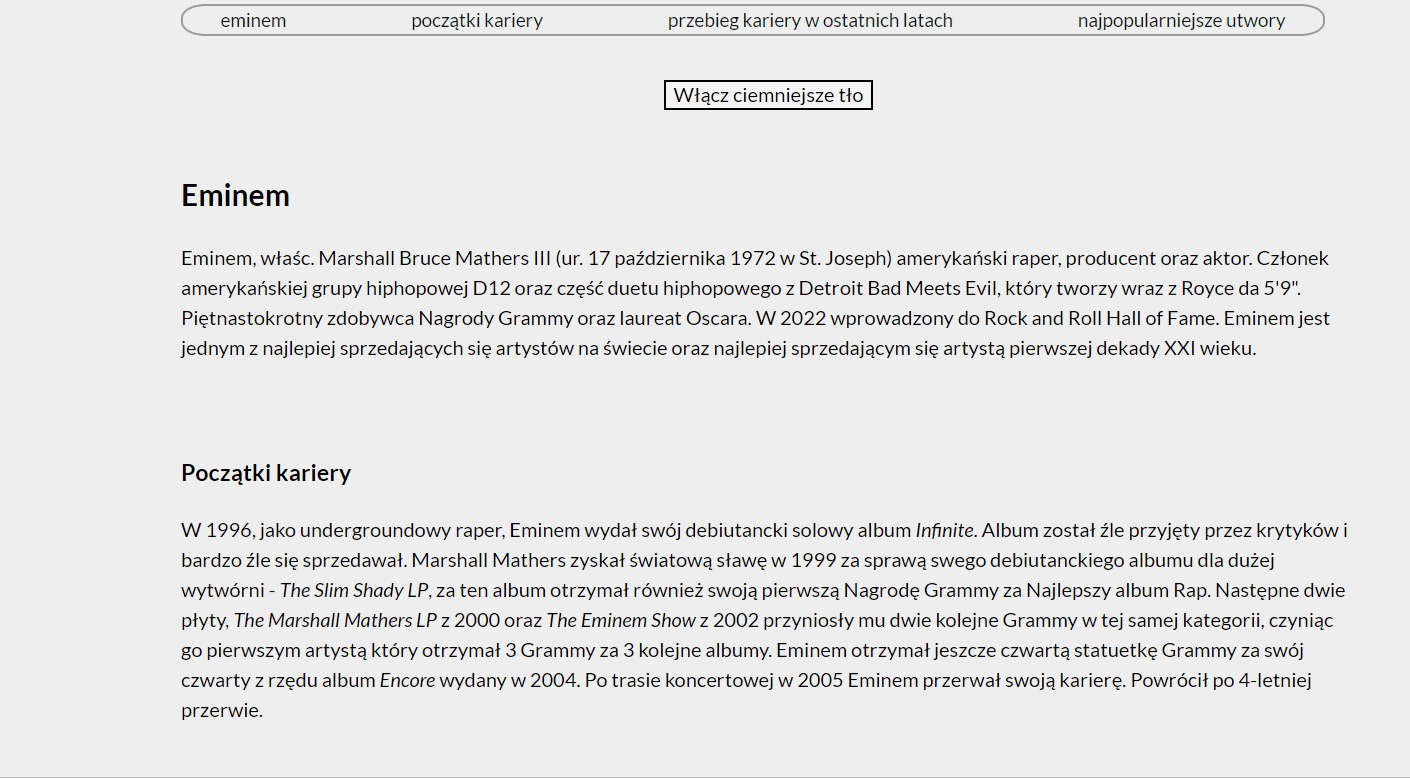 eminem początki kariery przebieg kariery w ostatnich latach najpopularniejsze utwory
Włącz ciemniejsze tło
Eminem
Eminem, właśc. Marshall Bruce Mathers III (ur. 17 października 1972 w St. Joseph) amerykański raper, producent oraz aktor. Członek
amerykańskiej grupy hiphopowej D12 oraz część duetu hiphopowego z Detroit Bad Meets Evil, który tworzy wraz z Royce da 5'9".
Piętnastokrotny zdobywca Nagrody Grammy oraz laureat Oscara. W 2022 wprowadzony do Rock and Roll Hall of Fame. Eminem jest
jednym z najlepiej sprzedających się artystów na świecie oraz najlepiej sprzedającym się artystą pierwszej dekady XXI wieku.
Początki kariery
W 1996, jako undergroundowy raper, Eminem wydał swój debiutancki solowy album Infinite. Album został źle przyjęty przez krytyków i
bardzo źle się sprzedawał. Marshall Mathers zyskał światową sławę w 1999 za sprawą swego debiutanckiego albumu dla dużej
wytwórni - The Slim Shady LP, za ten album otrzymał również swoją pierwszą Nagrodę Grammy za Najlepszy album Rap. Następne dwie
płyty, The Marshall Mathers LP z 2000 oraz The Eminem Show z 2002 przyniosły mu dwie kolejne Grammy w tej samej kategorii, czyniąc
go pierwszym artystą który otrzymał 3 Grammy za 3 kolejne albumy. Eminem otrzymał jeszcze czwartą statuetkę Grammy za swój
czwarty z rzędu album Encore wydany w 2004. Po trasie koncertowej w 2005 Eminem przerwał swoją karierę. Powrócił po 4-letniej
przerwie.